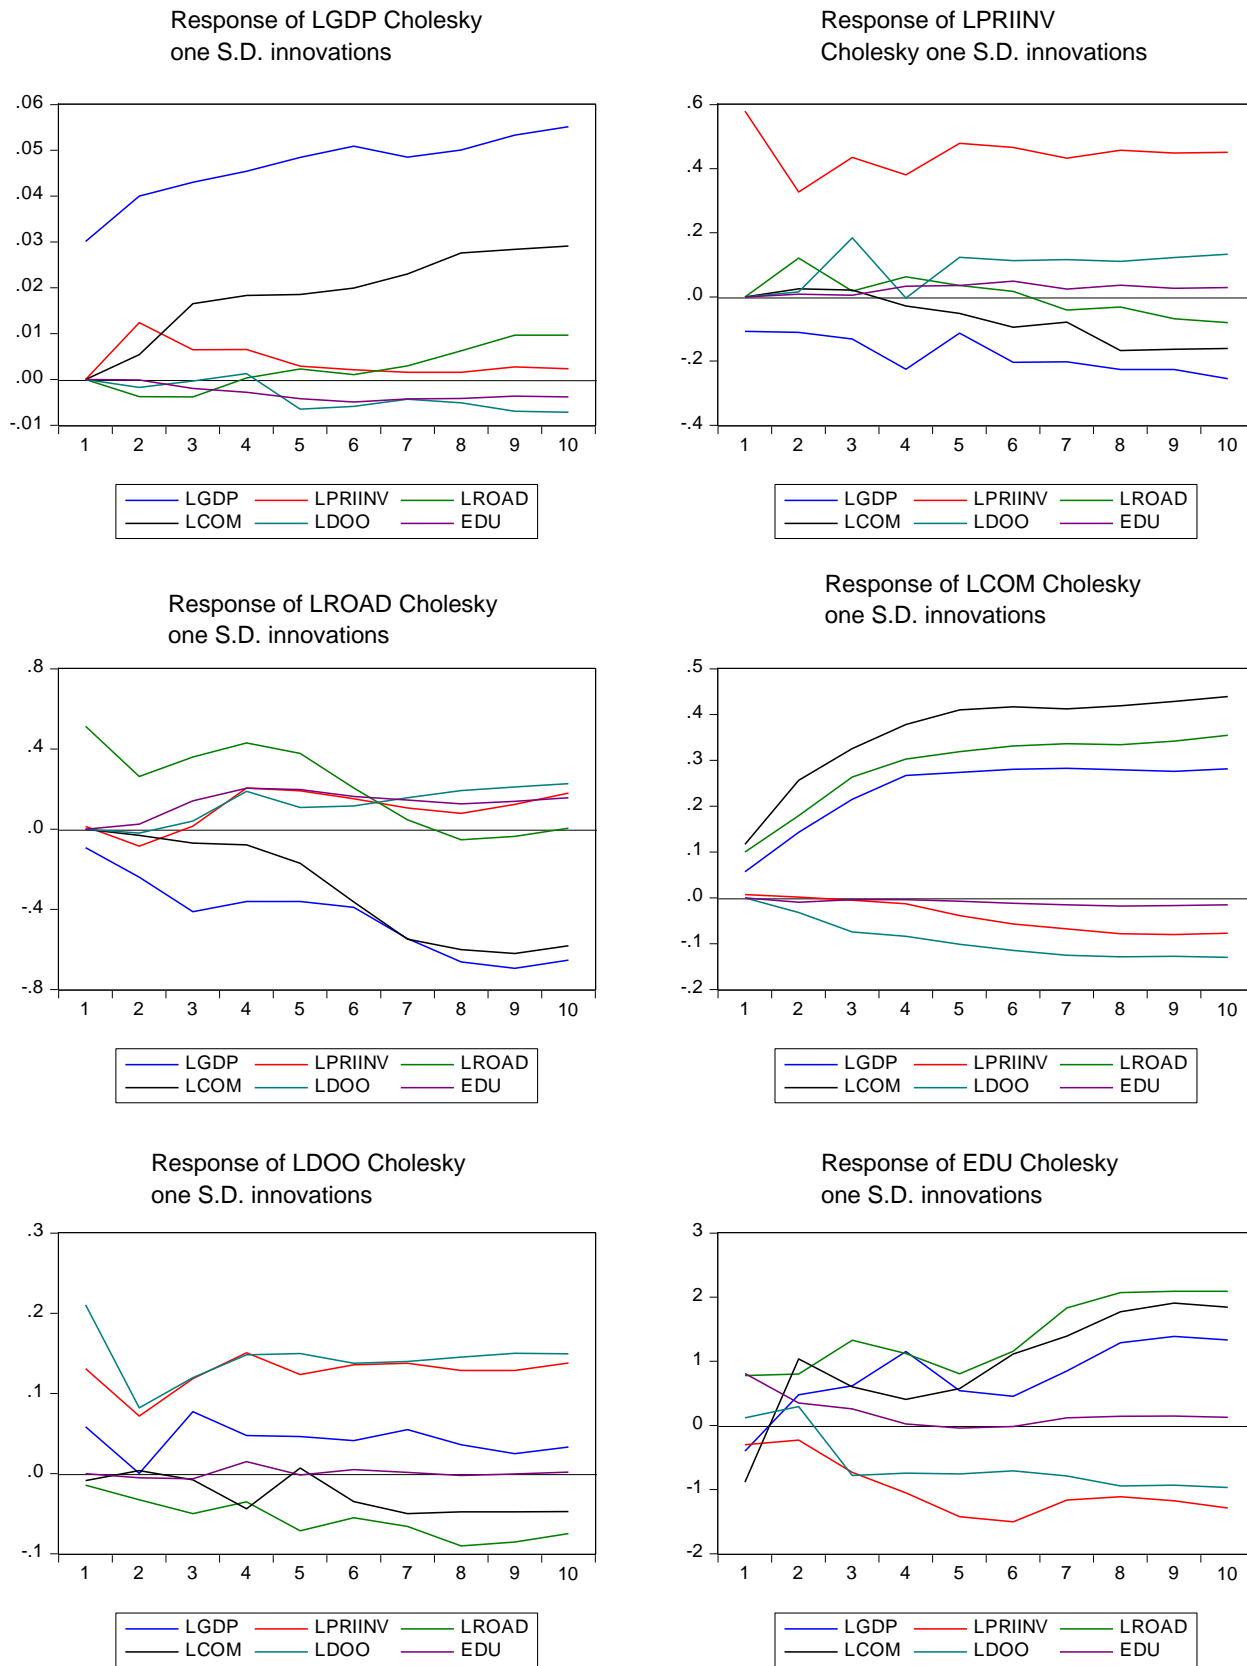 Response of LGDP Cholesky
one S.D. innovations
.06
.05
.04
.03
.02
.01
.00
-.01
1 2 3 4 5 6 7 8 9 10
LGDP LPRIINV LROAD
LCOM LDOO EDU
Response of LPRIINV
Cholesky one S.D. innovations
.6
.4
.2
.0
-.2
-.4
1 2 3 4 5 6 7 8 9 10
LGDP LPRIINV LROAD
LCOM LDOO EDU
Response of LROAD Cholesky
one S.D. innovations
.8
.4
.0
-.4
-.8
1 2 3 4 5 6 7 8 9 10
LGDP LPRIINV LROAD
LCOM LDOO EDU
Response of LCOM Cholesky
one S.D. innovations
.5
.4
.3
.2
.1
.0
-.1
-.2
1 2 3 4 5 6 7 8 9 10
LGDP LPRIINV LROAD
LCOM LDOO EDU
Response of LDOO Cholesky
one S.D. innovations
.3
.2
.1
.0
-.1
1 2 3 4 5 6 7 8 9 10
LGDP LPRIINV LROAD
LCOM LDOO EDU
Response of EDU Cholesky
one S.D. innovations
3
2
1
0
-1
-2
1 2 3 4 5 6 7 8 9 10
LGDP LPRIINV LROAD
LCOM LDOO EDU